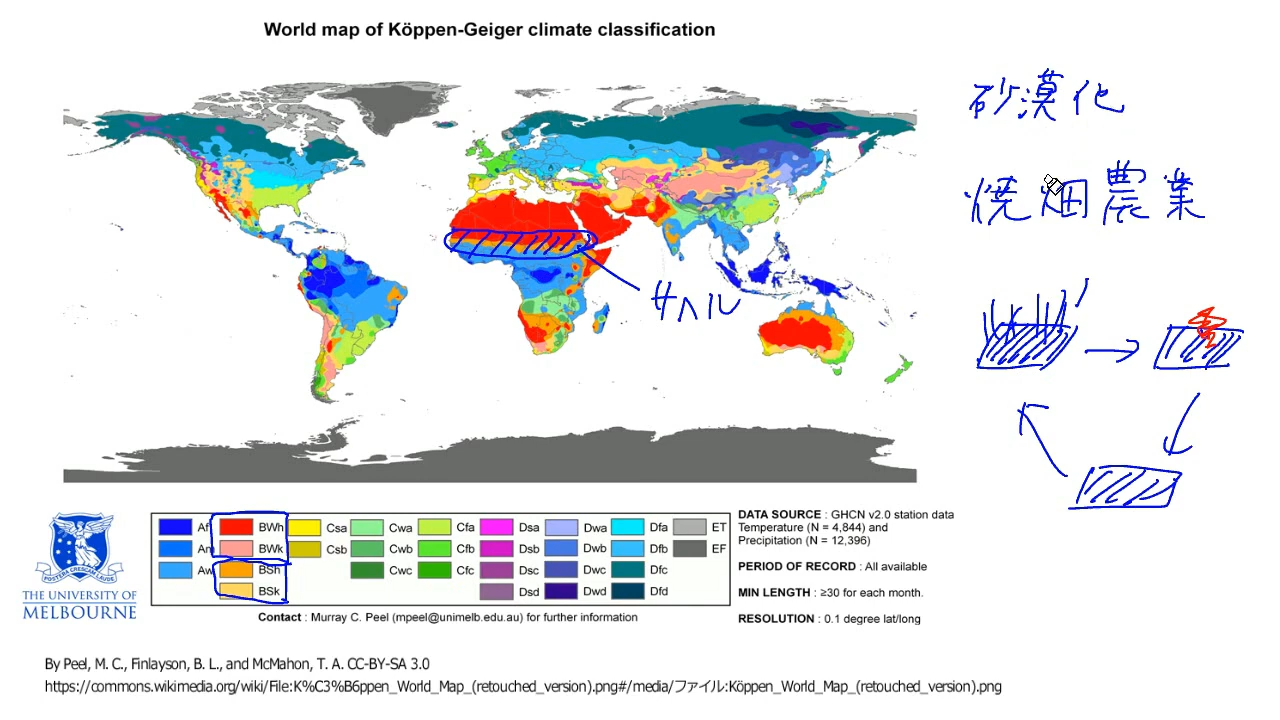 World map of Köppen-Geiger climate classification
砂漠化
焼畑農業
サヘル
Af BWh Csa Cwa Cfa Dsa Dwa Dfa ET
Am BWk Csb Cwb Cfb Dsb Dwb Dfb EF
Aw BSh Cwc Cfc Dsc Dwc Dfc
BSk Dsd Dwd Dfd
Contact : Murray C. Peel (mpeel@unimelb.edu.au) for further information
DATA SOURCE : GHCN v2.0 station data
Temperature (N = 4,844) and
Precipitation (N = 12,396)
PERIOD OF RECORD : All available
MIN LENGTH : ≥30 for each month.
RESOLUTION : 0.1 degree lat/long
POSTERA CRESCAM LAUDE
THE UNIVERSITY OF
MELBOURNE
By Peel, M. C., Finlayson, B. L., and McMahon, T. A. CC-BY-SA 3.0
https://commons.wikimedia.org/wiki/File:K%C3%B6ppen_World_Map_(retouched_version).png#/media/ファイル:Köppen_World_Map_(retouched_version).png